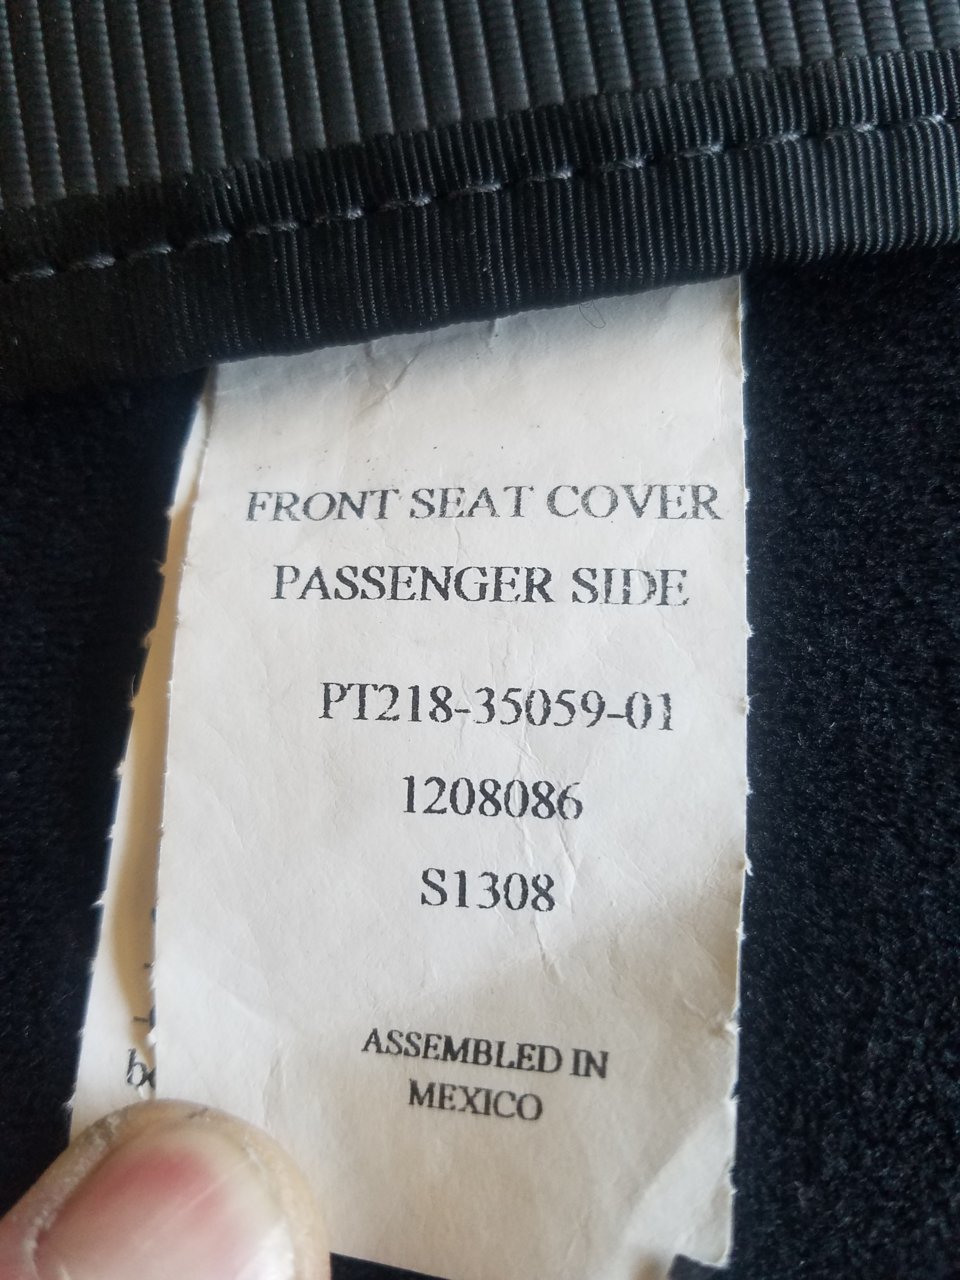 FRONT SEAT COVER
PASSENGER SIDE
PT218-35059-01
1208086
S1308
ASSEMBLED IN
MEXICO